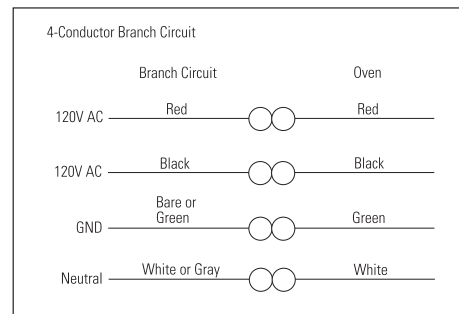 4-Conductor Branch Circuit
Branch Circuit Oven
120V AC Red Red
120V AC Black Black
Bare or
Green
GND Green
Neutral White or Gray White